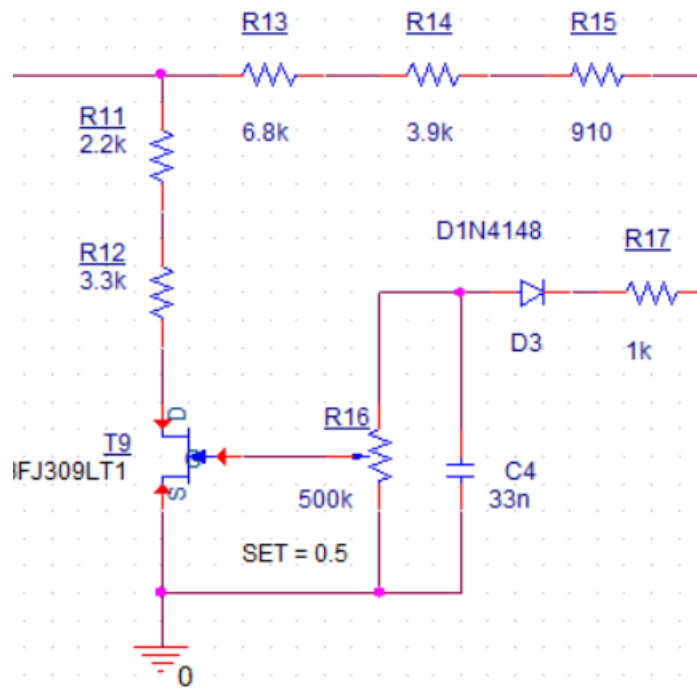 R13
R14
R15
R11
2.2k
6.8k
3.9k
910
R12
3.3k
D1N4148
R17
D3
1k
D
R16
T9
FJ309LT1
S
500k
C4
33n
SET = 0.5
0